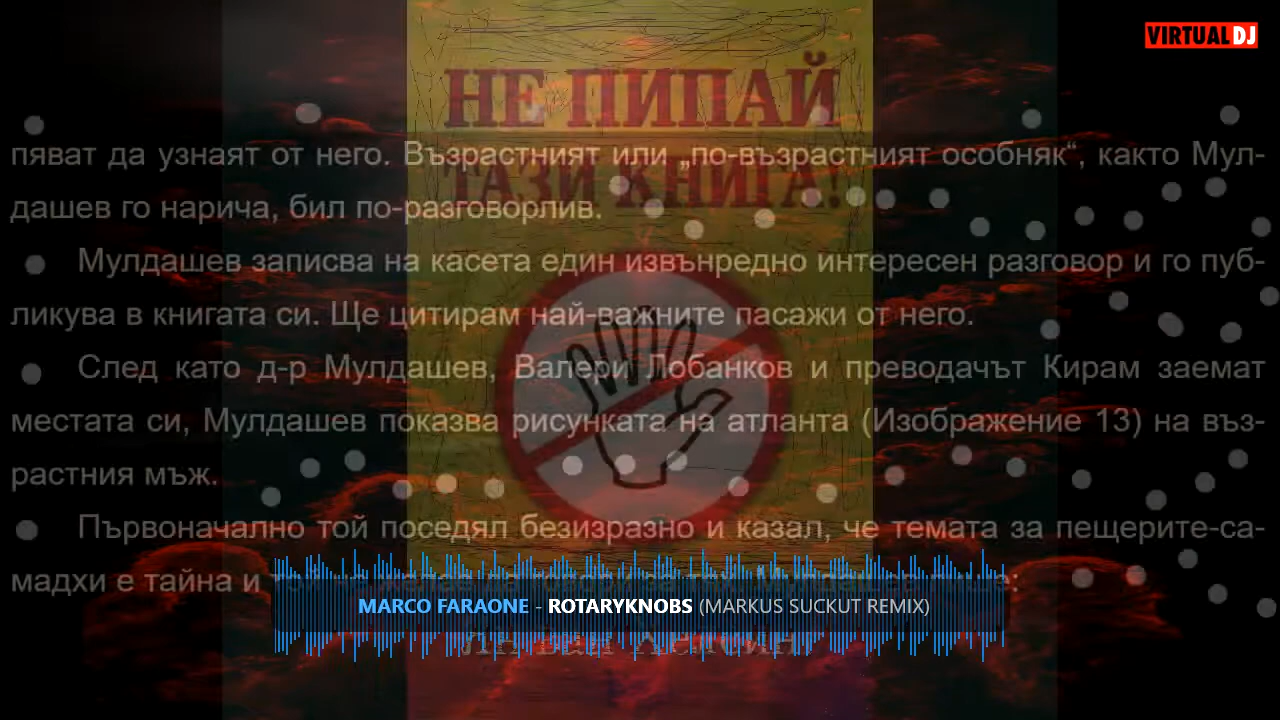 VIRTUAL DJ
НЕ ПИПАЙ
ТАЗИ КНИГА!
пяват да узнаят от него. Възрастният или „по-възрастният особняк“, както Мул-
дашев го нарича, бил по-разговорлив.
Мулдашев записва на касета един извънредно интересен разговор и го пуб-
ликува в книгата си. Ще цитирам най-важните пасажи от него.
След като д-р Мулдашев, Валери Лобанков и преводачът Кирам заемат
местата си, Мулдашев показва рисунката на атланта (Изображение 13) на въз-
растния мъж.
Първоначално той поседял безизразно и казал, че темата за пещерите-са-
мадхи е тайна и
MARCO FARAONE - ROTARYKNOBS (MARKUS SUCKUT REMIX)